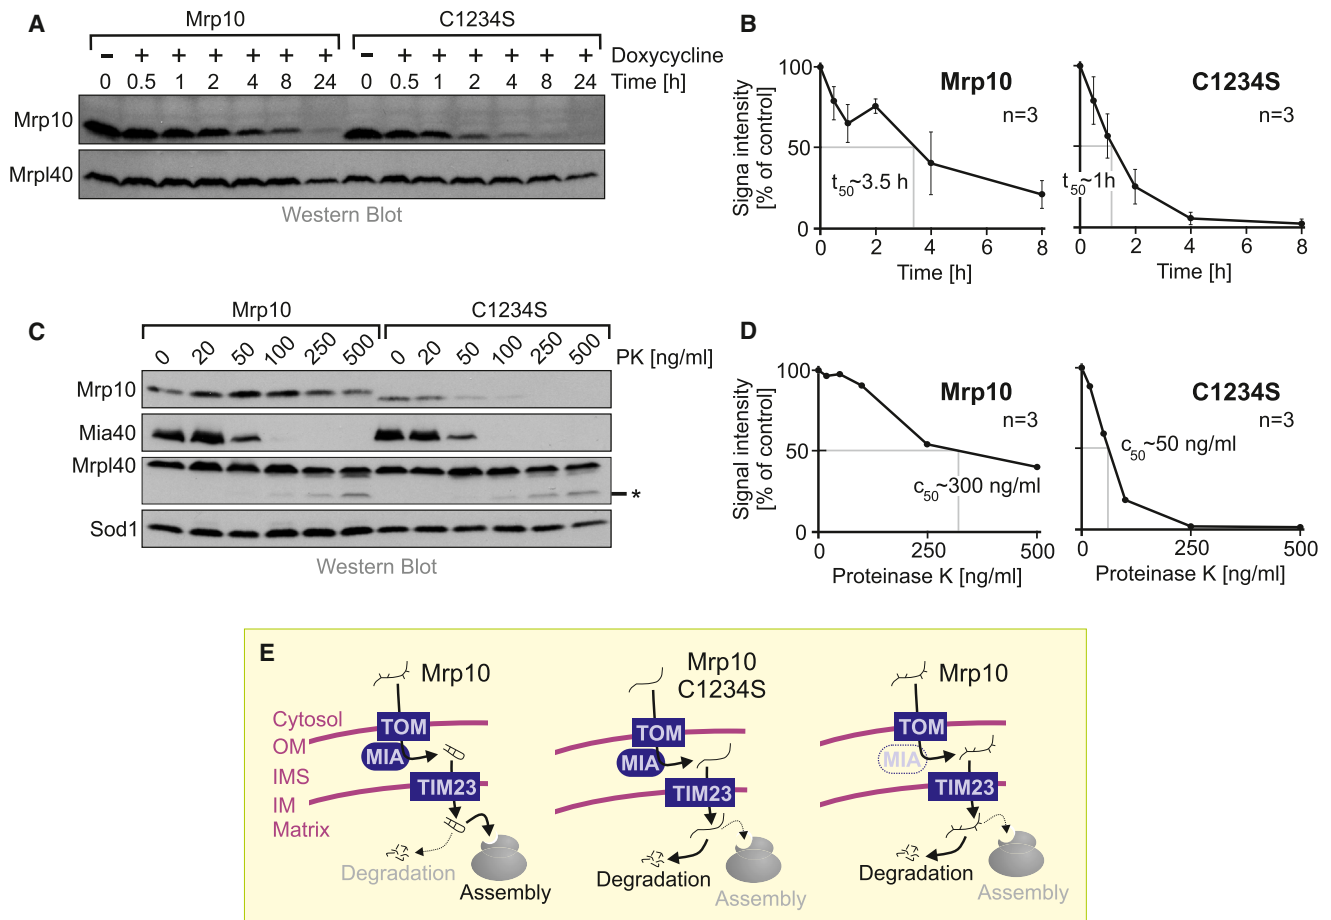 A
Mrp10 C1234S
- + + + + + + - + + + + + + Doxycycline
0 0.5 1 2 4 8 24 0 0.5 1 2 4 8 24 Time [h]
Mrp10
Mrpl40
Western Blot
B
Signa intensity
[% of control]
100
50
0
Mrp10
n=3
t50~3.5 h
0 2 4 6 8
Time [h]
100
50
0
C1234S
n=3
t50~1h
0 2 4 6 8
Time [h]
C
Mrp10 C1234S
0 20 50 100 250 500 0 20 50 100 250 500 PK [ng/ml]
Mrp10
Mia40
Mrpl40
*
Sod1
Western Blot
D
Signal intensity
[% of control]
100
50
0
Mrp10
n=3
c50~300 ng/ml
0 250 500
Proteinase K [ng/ml]
100
50
0
C1234S
n=3
c50~50 ng/ml
0 250 500
Proteinase K [ng/ml]
E
Mrp10
Cytosol
OM
IMS
IM
Matrix
TOM
MIA
TIM23
Degradation
Assembly
Mrp10
C1234S
TOM
MIA
TIM23
Degradation
Assembly
Mrp10
TOM
MIA
TIM23
Degradation
Assembly